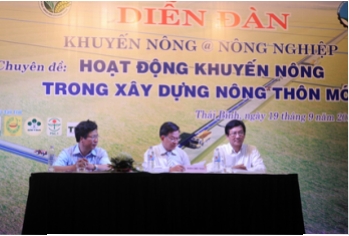 DIỄN ĐÀN
KHUYẾN NÔNG @ NÔNG NGHIỆP
Chuyên đề: HOẠT ĐỘNG KHUYẾN NÔNG
TRONG XÂY DỰNG NÔNG THÔN MỚ
Thái Bình, ngày 19 tháng 9 năm